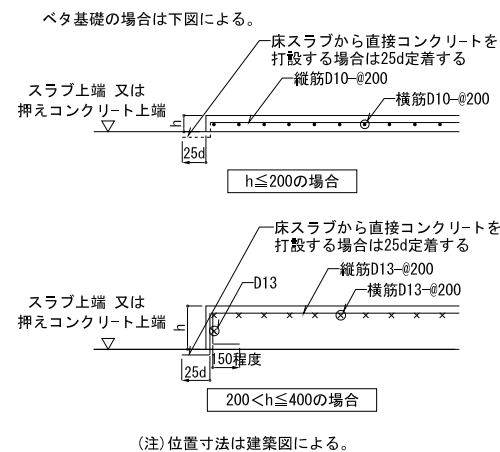 ベタ基礎の場合は下図による。
床スラブから直接コンクリートを
打設する場合は25d定着する
縦筋D10-@200
スラブ上端 又は
押えコンクリート上端
横筋D10-@200
h
25d
h≦200の場合
床スラブから直接コンクリートを
打設する場合は25d定着する
縦筋D13-@200
D13
横筋D13-@200
スラブ上端 又は
押えコンクリート上端
h
150程度
25d
200<h≦400の場合
(注)位置寸法は建築図による。